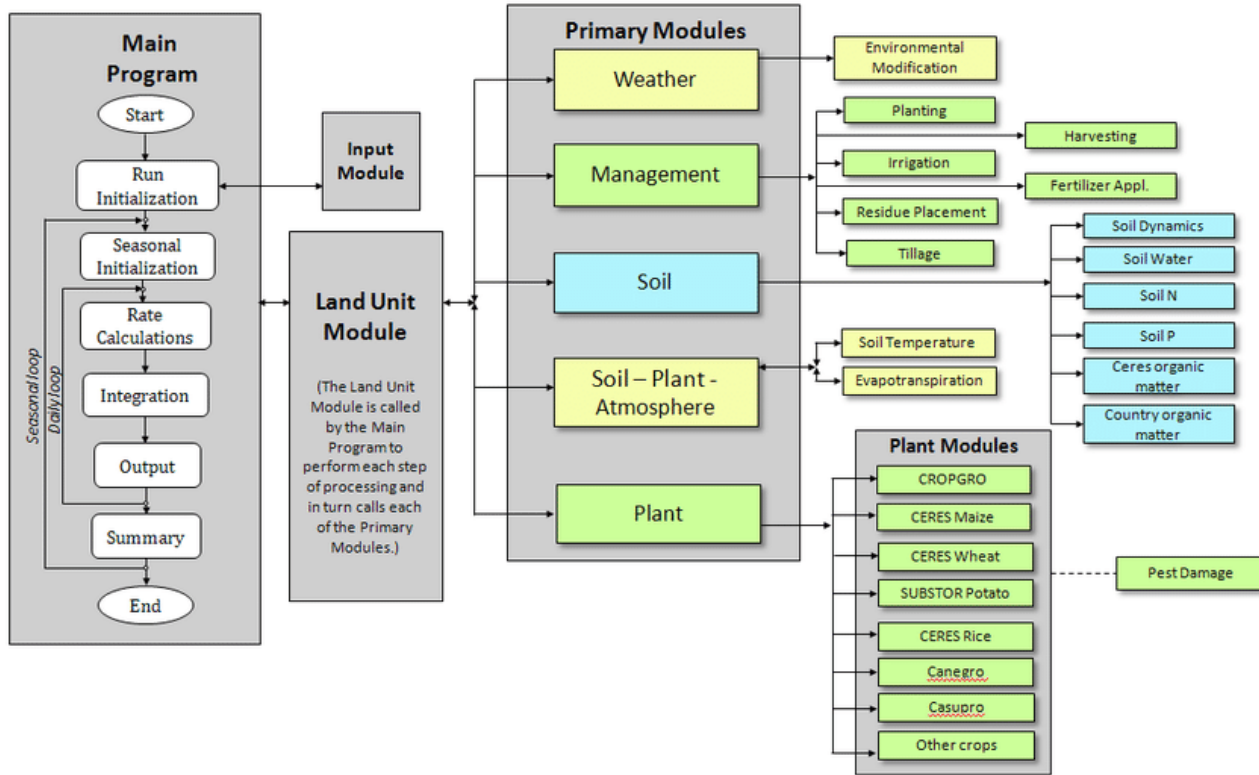 Main
Program
Start
Run
Initialization
Seasonal
Initialization
Rate
Calculations
Integration
Output
Summary
End
Seasonal loop
Daily loop
Input
Module
Land Unit
Module
(The Land Unit
Module is called
by the Main
Program to
perform each step
of processing and
in turn calls each
of the Primary
Modules.)
Primary Modules
Weather
Management
Soil
Soil – Plant -
Atmosphere
Plant
Environmental
Modification
Planting
Harvesting
Irrigation
Fertilizer Appl.
Residue Placement
Tillage
Soil Dynamics
Soil Water
Soil N
Soil P
Ceres organic
matter
Country organic
matter
Soil Temperature
Evapotranspiration
Plant Modules
CROPGRO
CERES Maize
CERES Wheat
SUBSTOR Potato
CERES Rice
Canegro
Casupro
Other crops
Pest Damage